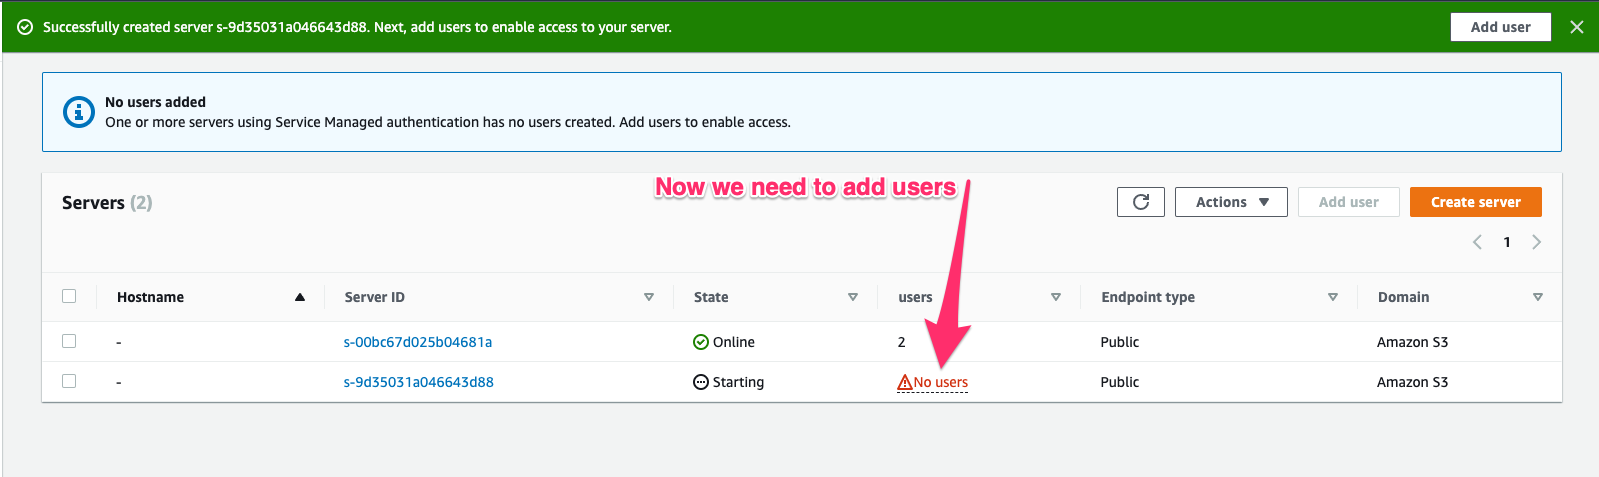 Successfully created server s-9d35031a046643d88. Next, add users to enable access to your server.
Add user
No users added
One or more servers using Service Managed authentication has no users created. Add users to enable access.
Now we need to add users
Servers (2)
Actions
Add user
Create server
1
Hostname
Server ID
State
users
Endpoint type
Domain
- s-00bc67d025b04681a Online 2 Public Amazon S3
- s-9d35031a046643d88 Starting No users Public Amazon S3